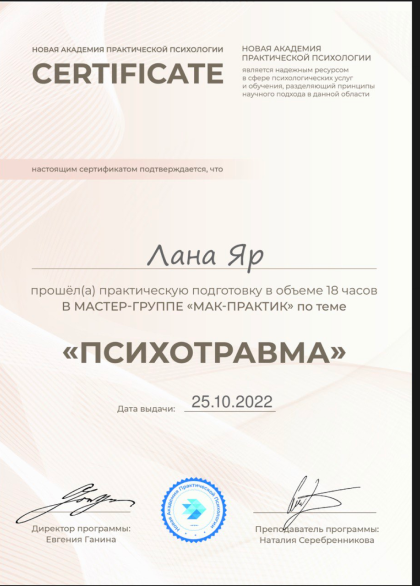 НОВАЯ АКАДЕМИЯ ПРАКТИЧЕСКОЙ ПСИХОЛОГИИ
CERTIFICATE
НОВАЯ АКАДЕМИЯ
ПРАКТИЧЕСКОЙ ПСИХОЛОГИИ
является надежным ресурсом
в сфере психологических услуг
и обучения, разделяющий принципы
научного подхода в данной области
настоящим сертификатом подтверждается, что
Лана Яр
прошёл(а) практическую подготовку в объеме 18 часов
В МАСТЕР-ГРУППЕ «МАК-ПРАКТИК» по теме
«ПСИХОТРАВМА»
Дата выдачи: 25.10.2022
Директор программы:
Евгения Ганина
Новая Академия Практической Психологии
Преподаватель программы:
Наталия Серебренникова